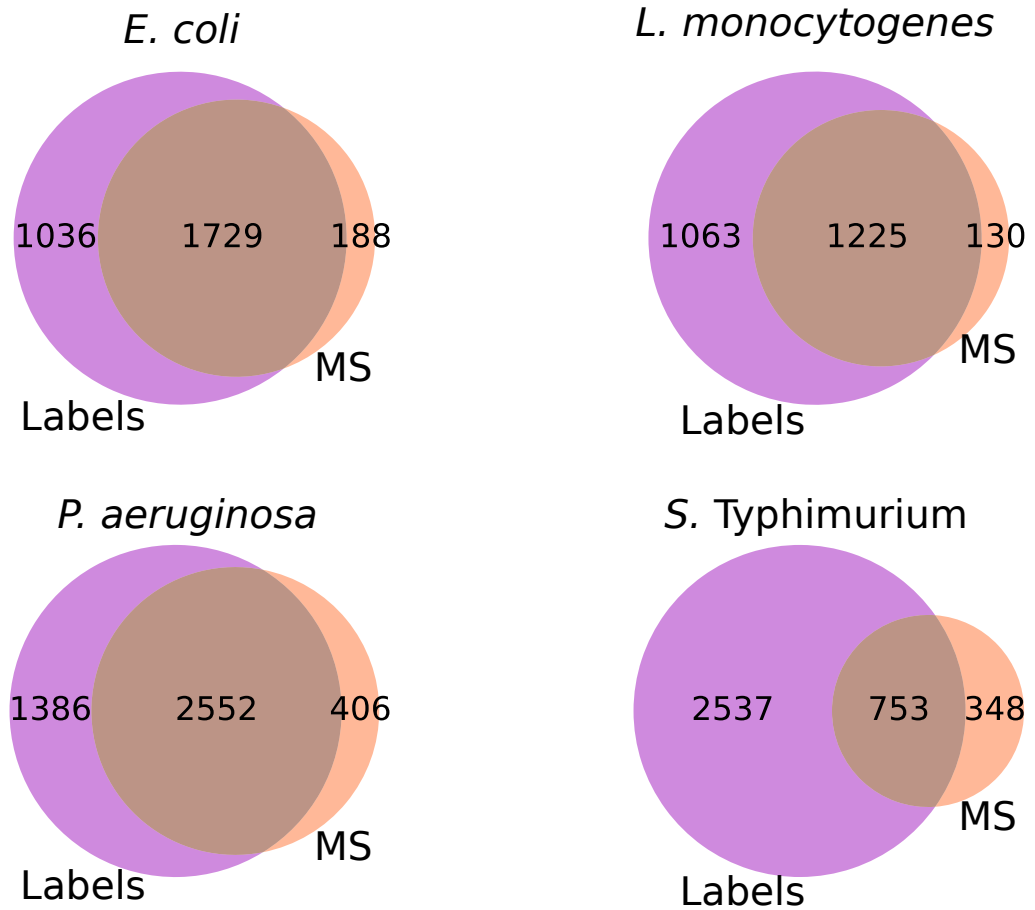 E. coli
1036 1729 188
MS
Labels
L. monocytogenes
1063 1225 130
MS
Labels
P. aeruginosa
1386 2552 406
MS
Labels
S. Typhimurium
2537 753 348
MS
Labels